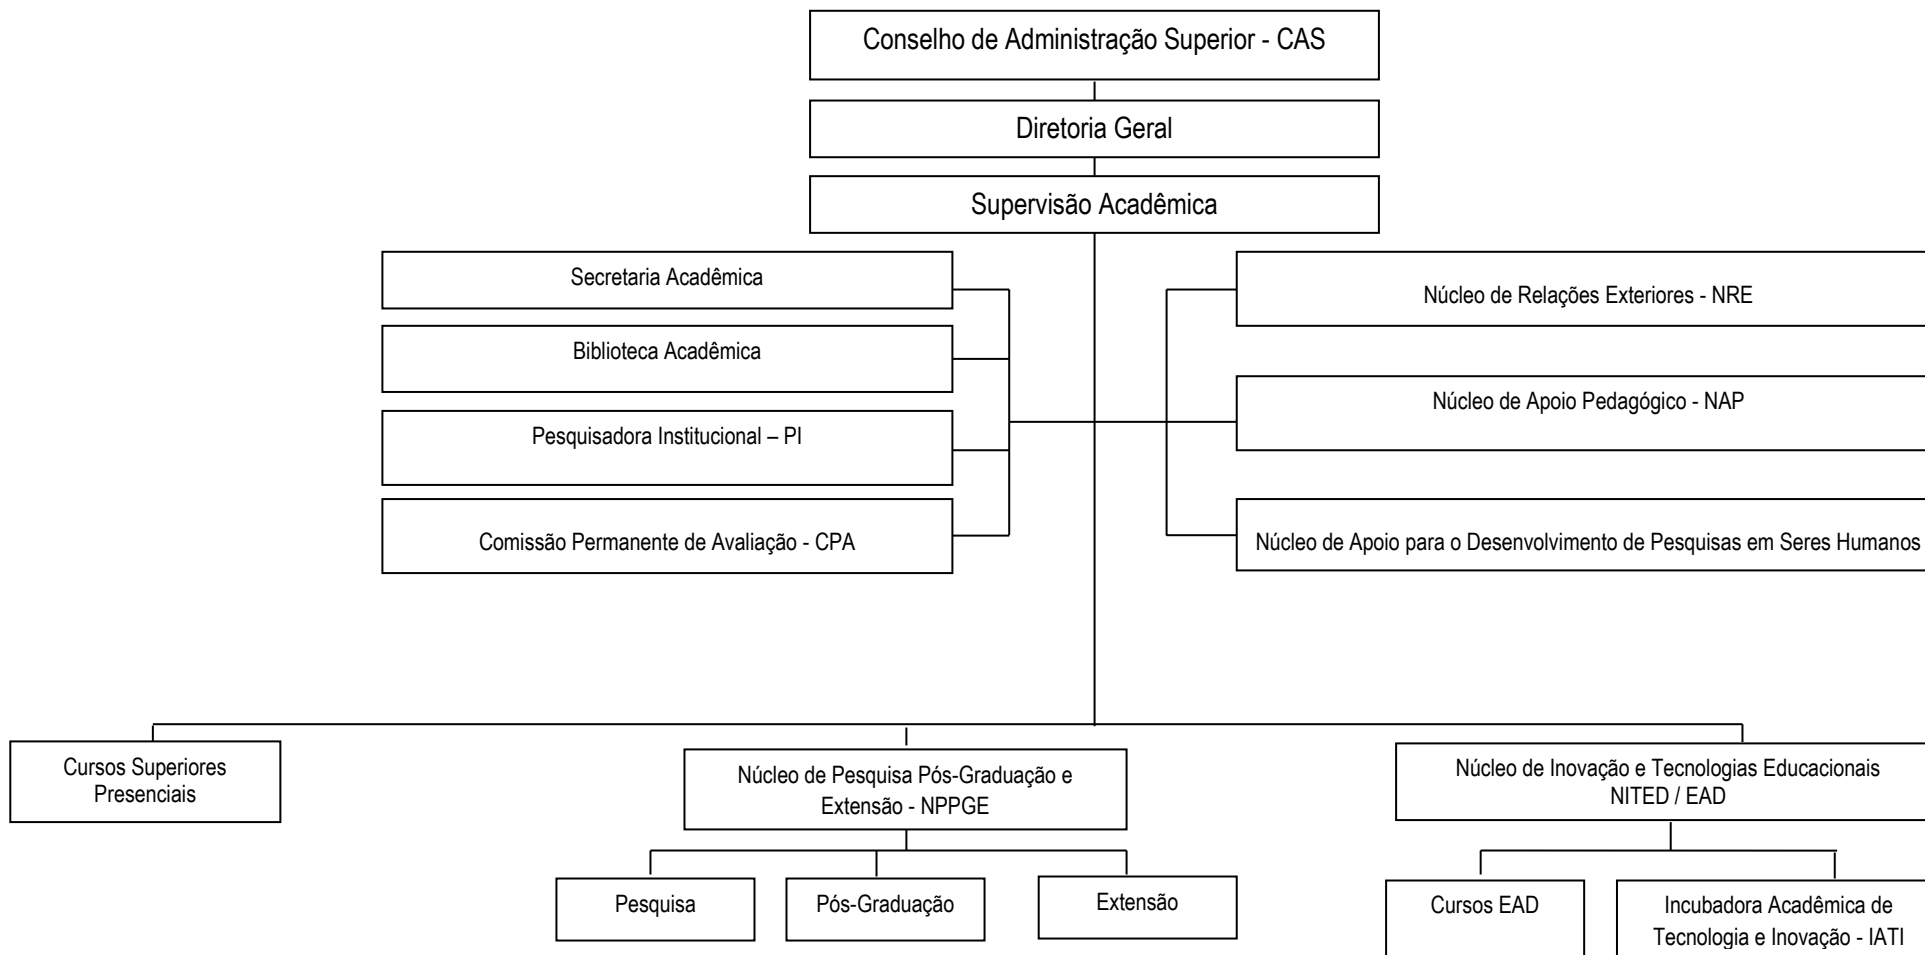 Conselho de Administração Superior - CAS
Diretoria Geral
Supervisão Acadêmica
Secretaria Acadêmica
Biblioteca Acadêmica
Pesquisadora Institucional – PI
Comissão Permanente de Avaliação - CPA
Núcleo de Relações Exteriores - NRE
Núcleo de Apoio Pedagógico - NAP
Núcleo de Apoio para o Desenvolvimento de Pesquisas em Seres Humanos
Cursos Superiores
Presenciais
Núcleo de Pesquisa Pós-Graduação e
Extensão - NPPGE
Núcleo de Inovação e Tecnologias Educacionais
NITED / EAD
Pesquisa
Pós-Graduação
Extensão
Cursos EAD
Incubadora Acadêmica de
Tecnologia e Inovação - IATI